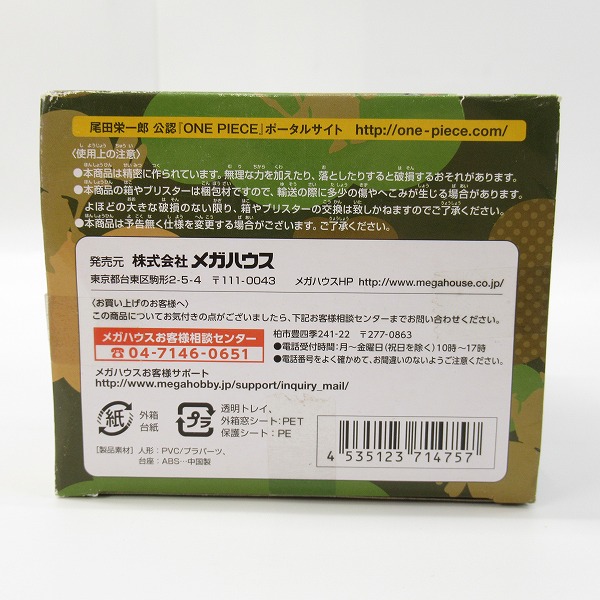 尾田栄一郎 公認『ONE PIECE』ポータルサイト http://one-piece.com/
〈使用上の注意〉
●本商品は精密に作られています。無理な力を加えたり、落としたりすると破損するおそれがあります。
●本商品の箱やブリスターは梱包材ですので、輸送の際に多少の傷やへこみが生じる場合があります。
よほどの大きな破損のない限り、箱やブリスターの交換は致しかねますのでご了承ください。
●本商品は予告無く仕様を変更する場合がございます。ご了承ください。
発売元 株式会社 メガハウス
東京都台東区駒形2-5-4 〒111-0043 メガハウスHP http://www.megahouse.co.jp/
〈お買い上げのお客様へ〉
この商品についてお気付きの点がございましたら、下記お客様相談センターまでお問い合わせください。
メガハウスお客様相談センター
☎04-7146-0651
柏市豊四季241-22 〒277-0863
●電話受付時間:月〜金曜日(祝日を除く)10時〜17時
●電話番号をよく確かめて、お間違のないようご注意ください。
メガハウスお客様サポート
http://www.megahobby.jp/support/inquiry_mail/
紙 外箱
台紙
プラ 透明トレイ、
外箱窓シート:PET
保護シート:PE
[製品素材] 人形:PVC/プラパーツ、
台座:ABS…中国製
4 535123 714757